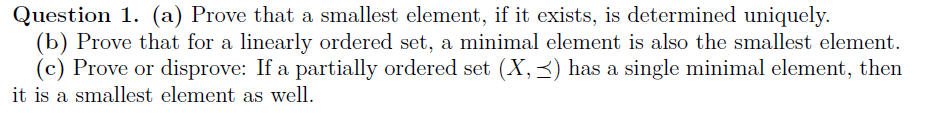 Question 1. (a) Prove that a smallest element, if it exists, is determined uniquely.
(b) Prove that for a linearly ordered set, a minimal element is also the smallest element.
(c) Prove or disprove: If a partially ordered set (X, ⪯) has a single minimal element, then
it is a smallest element as well.